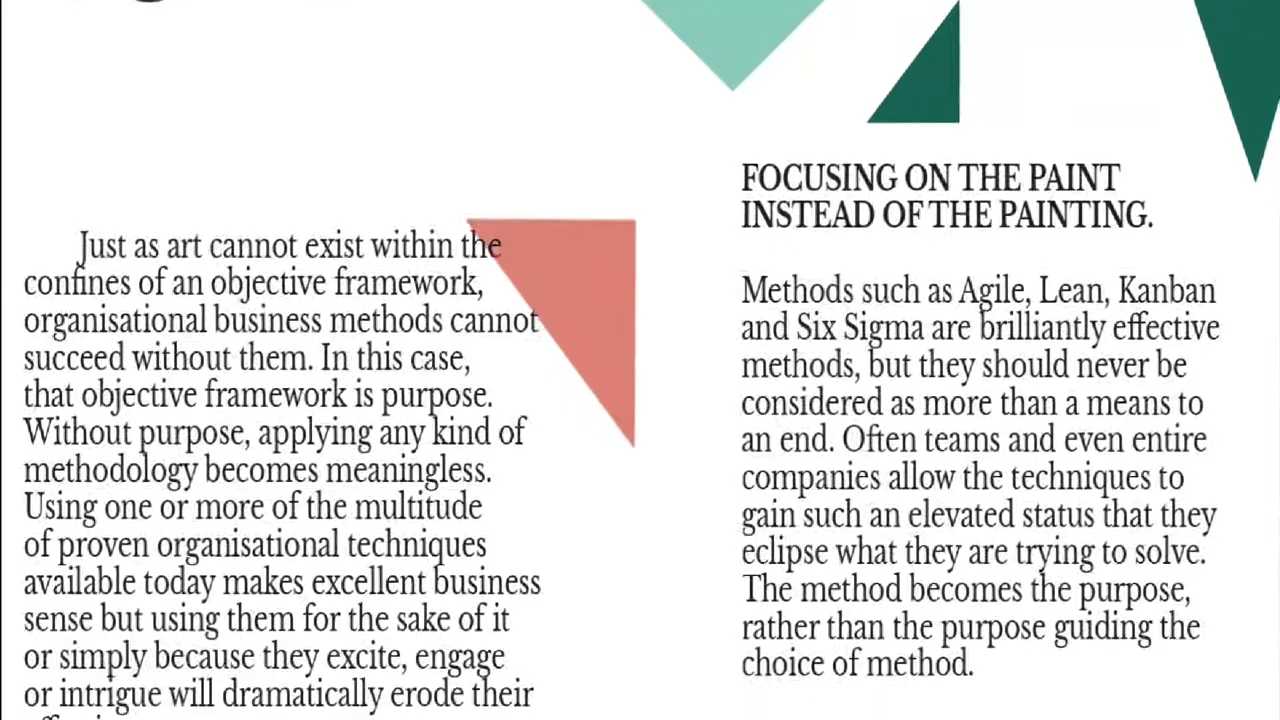 Just as art cannot exist within the
confines of an objective framework,
organisational business methods cannot
succeed without them. In this case,
that objective framework is purpose.
Without purpose, applying any kind of
methodology becomes meaningless.
Using one or more of the multitude
of proven organisational techniques
available today makes excellent business
sense but using them for the sake of it
or simply because they excite, engage
or intrigue will dramatically erode their
FOCUSING ON THE PAINT
INSTEAD OF THE PAINTING.
Methods such as Agile, Lean, Kanban
and Six Sigma are brilliantly effective
methods, but they should never be
considered as more than a means to
an end. Often teams and even entire
companies allow the techniques to
gain such an elevated status that they
eclipse what they are trying to solve.
The method becomes the purpose,
rather than the purpose guiding the
choice of method.